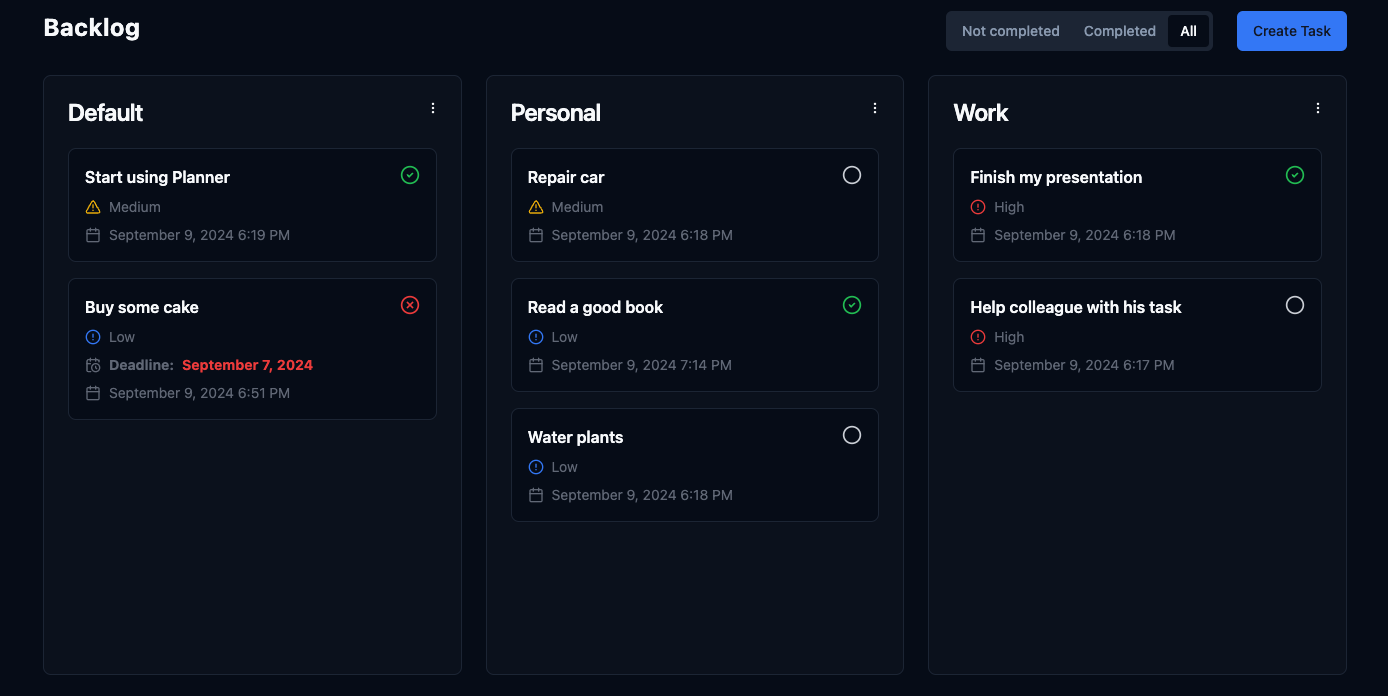 Backlog
Not completed
Completed
All
Create Task
Default
Start using Planner
Medium
September 9, 2024 6:19 PM
Buy some cake
Low
Deadline: September 7, 2024
September 9, 2024 6:51 PM
Personal
Repair car
Medium
September 9, 2024 6:18 PM
Read a good book
Low
September 9, 2024 7:14 PM
Water plants
Low
September 9, 2024 6:18 PM
Work
Finish my presentation
High
September 9, 2024 6:18 PM
Help colleague with his task
High
September 9, 2024 6:17 PM